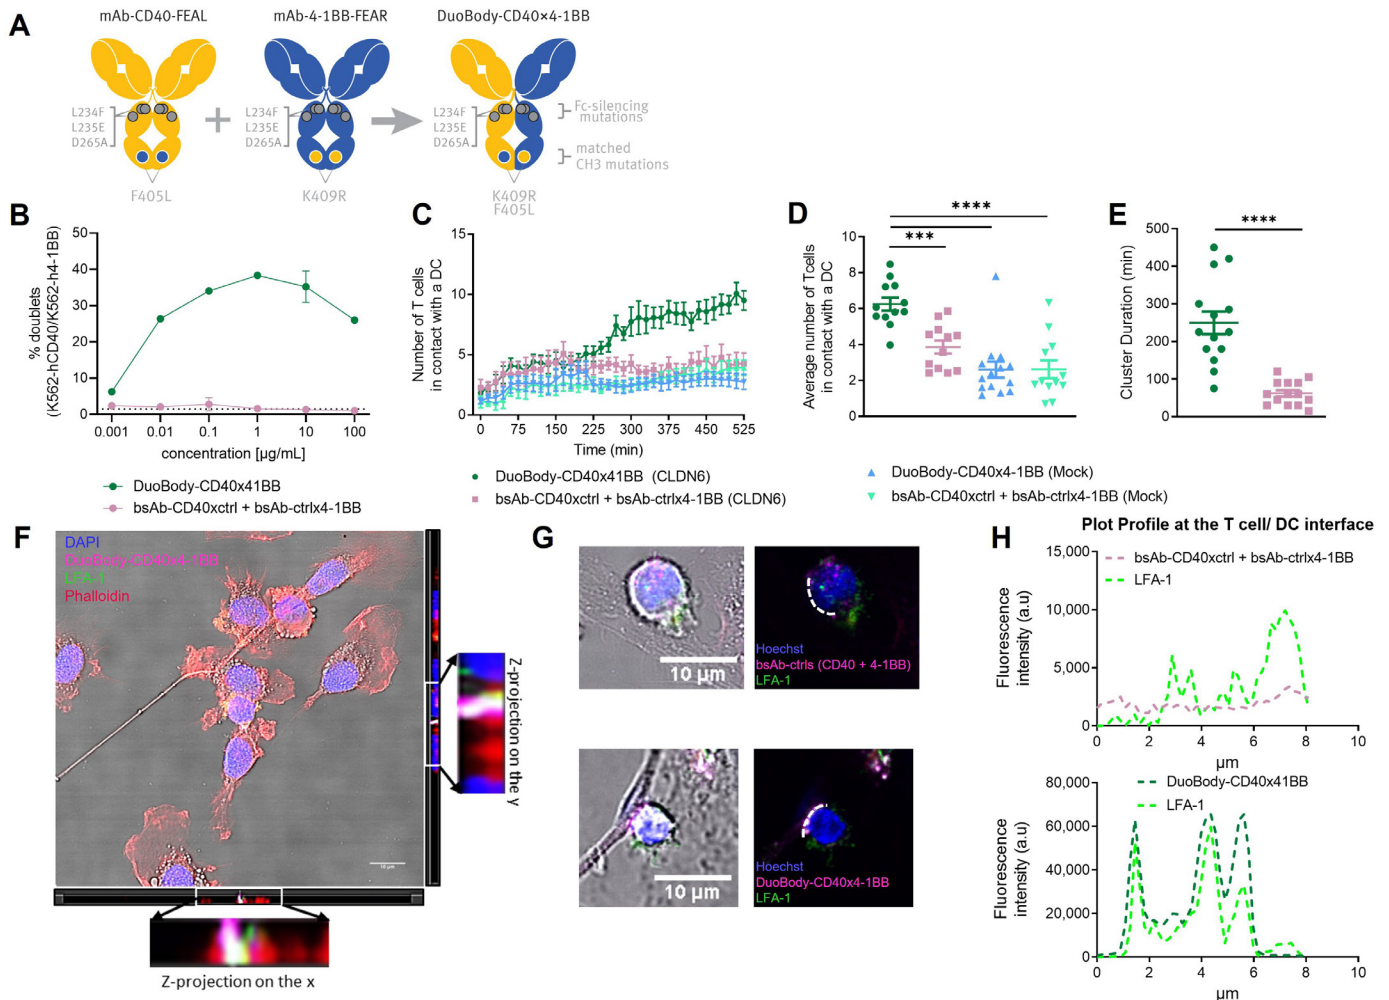 A
mAb-CD40-FEAL
mAb-4-1BB-FEAR
DuoBody-CD40×4-1BB
L234F
L235E
D265A
L234F
L235E
D265A
L234F
L235E
D265A
Fc-silencing
mutations
matched
CH3 mutations
F405L
K409R
K409R
F405L
B
% doublets
(K562-hCD40/K562-h4-1BB)
50
40
30
20
10
0
0.001
0.01
0.1
1
10
100
concentration [µg/mL]
DuoBody-CD40x41BB
bsAb-CD40xctrl + bsAb-ctrlx4-1BB
C
Number of T cells
in contact with a DC
15
10
5
0
0
75
150
225
300
375
450
525
Time (min)
DuoBody-CD40x41BB (CLDN6)
bsAb-CD40xctrl + bsAb-ctrlx4-1BB (CLDN6)
D
Average number of Tcells
in contact with a DC
10
8
6
4
2
0
****
***
DuoBody-CD40x4-1BB (Mock)
bsAb-CD40xctrl + bsAb-ctrlx4-1BB (Mock)
E
Cluster Duration (min)
500
400
300
200
100
0
****
F
DAPI
DuoBody-CD40x4-1BB
LFA-1
Phalloidin
10 µm
Z-projection on the y
Z-projection on the x
G
10 µm
Hoechst
bsAb-ctrls (CD40 + 4-1BB)
LFA-1
10 µm
Hoechst
DuoBody-CD40x4-1BB
LFA-1
H
Plot Profile at the T cell/ DC interface
Fluorescence
intensity (a.u)
15,000
10,000
5,000
0
bsAb-CD40xctrl + bsAb-ctrlx4-1BB
LFA-1
0
2
4
6
8
10
µm
Fluorescence
intensity (a.u)
80,000
60,000
40,000
20,000
0
DuoBody-CD40x41BB
LFA-1
0
2
4
6
8
10
µm